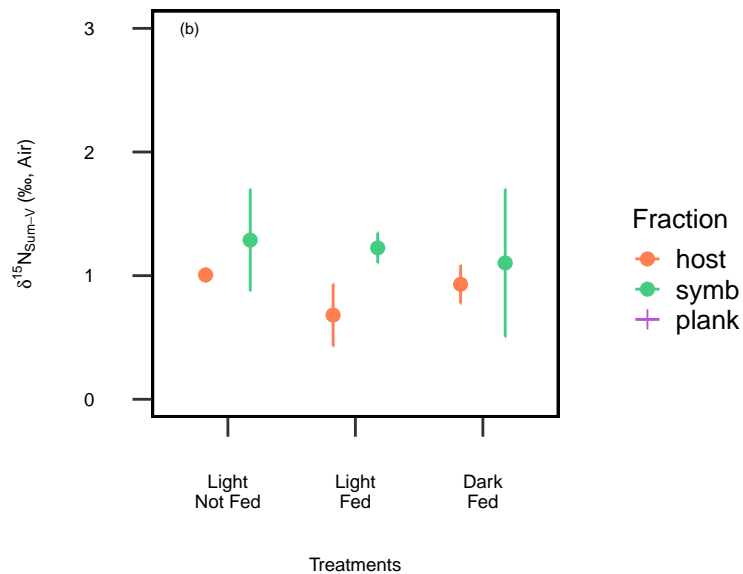 (b)
3
2
1
0
δ15NSum−V (‰, Air)
Light
Not Fed
Light
Fed
Dark
Fed
Treatments
Fraction
host
symb
plank